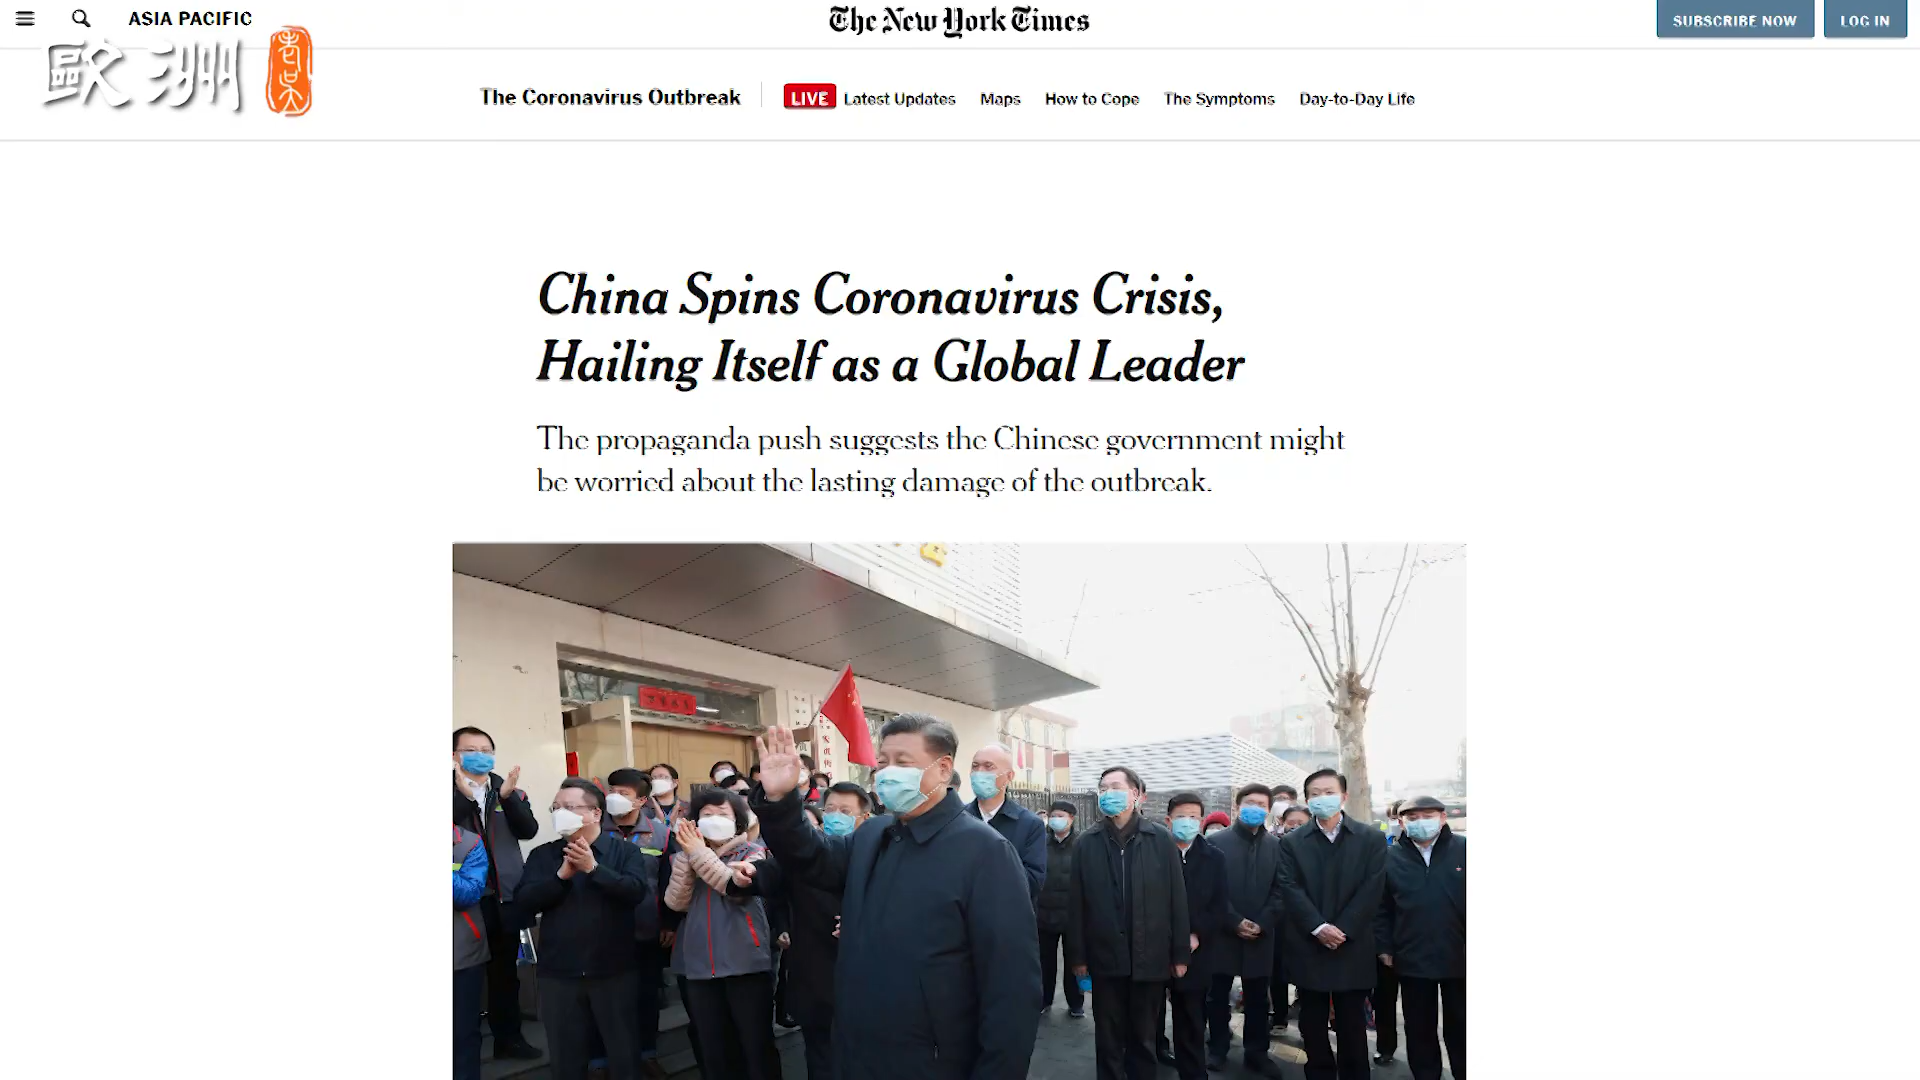 ASIA PACIFIC
The New York Times
SUBSCRIBE NOW
LOG IN
歐洲
老吴
The Coronavirus Outbreak
LIVE Latest Updates
Maps
How to Cope
The Symptoms
Day-to-Day Life
China Spins Coronavirus Crisis,
Hailing Itself as a Global Leader
The propaganda push suggests the Chinese government might
be worried about the lasting damage of the outbreak.